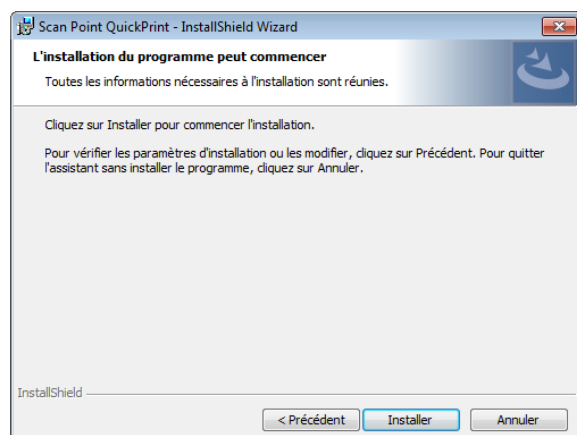 Scan Point QuickPrint - InstallShield Wizard
L'installation du programme peut commencer
Toutes les informations nécessaires à l'installation sont réunies.
Cliquez sur Installer pour commencer l'installation.
Pour vérifier les paramètres d'installation ou les modifier, cliquez sur Précédent. Pour quitter
l'assistant sans installer le programme, cliquez sur Annuler.
InstallShield
< Précédent Installer Annuler